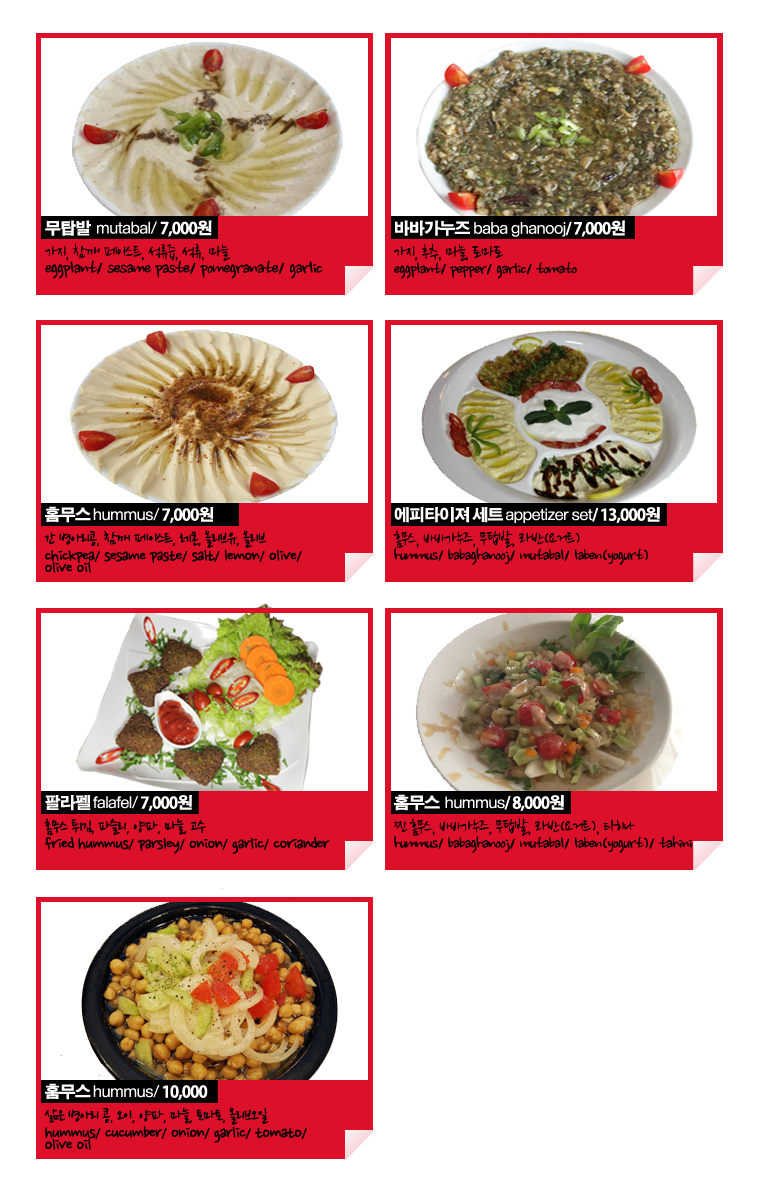 무탑발 mutabal/ 7,000원
가지, 참깨 페이스트, 석류즙, 석류, 마늘
eggplant/ sesame paste/ pomegranate/ garlic
바바가누즈 baba ghanooj/ 7,000원
가지, 후추, 마늘, 토마토
eggplant/ pepper/ garlic/ tomato
홈무스 hummus/ 7,000원
간 병아리콩, 참깨 페이스트, 레몬, 올리브유, 올리브
chickpea/ sesame paste/ salt/ lemon/ olive/
olive oil
에피타이져 세트 appetizer set/ 13,000원
홈무스, 바바가누즈, 무탑발, 라반(요거트)
hummus/ babaghanooj/ mutabal/ laben(yogurt)
팔라펠 falafel/ 7,000원
홈무스 튀김, 파슬리, 양파, 마늘, 고수
fried hummus/ parsley/ onion/ garlic/ coriander
홈무스 hummus/ 8,000원
찐 홈무스, 바바가누즈, 무탑발, 라반(요거트), 타히나
hummus/ babaghanooj/ mutabal/ laben(yogurt)/ tahini
홈무스 hummus/ 10,000
삶은 병아리 콩, 오이, 양파, 마늘, 토마토, 올리브오일
hummus/ cucumber/ onion/ garlic/ tomato/
olive oil